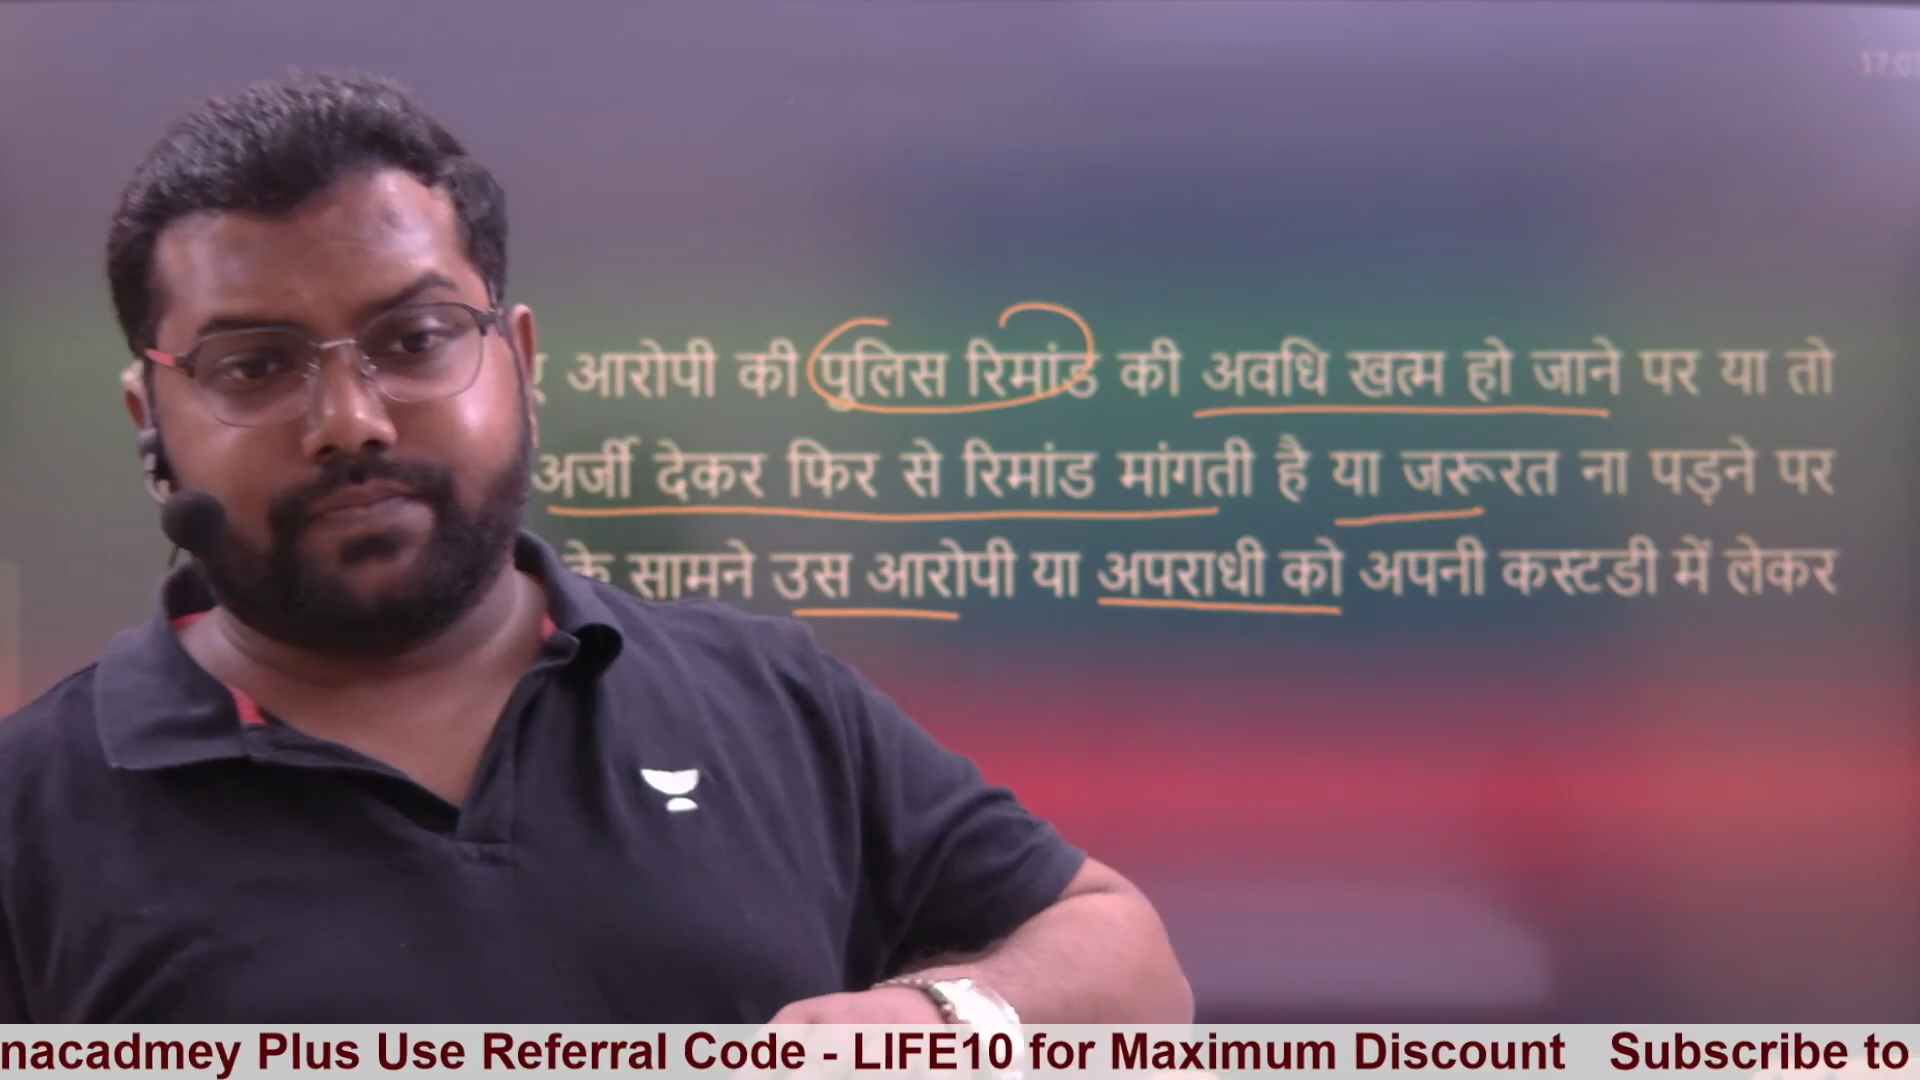 आरोपी की पुलिस रिमांड की अवधि खत्म हो जाने पर या तो
अर्जी देकर फिर से रिमांड मांगती है या जरूरत ना पड़ने पर
के सामने उस आरोपी या अपराधी को अपनी कस्टडी में लेकर
nacadmey Plus Use Referral Code - LIFE10 for Maximum Discount Subscribe to